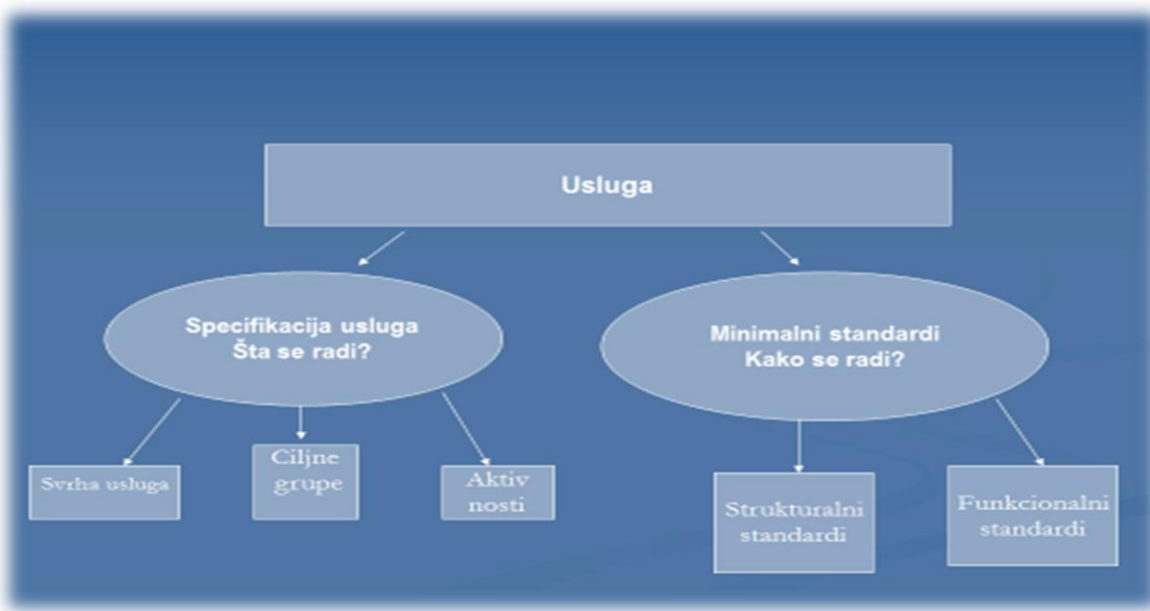 Usluga
Specifikacija usluga
Šta se radi?
Minimalni standardi
Kako se radi?
Svrha usluga
Ciljne
grupe
Aktiv
nosti
Strukturalni
standardi
Funkcionalni
standardi